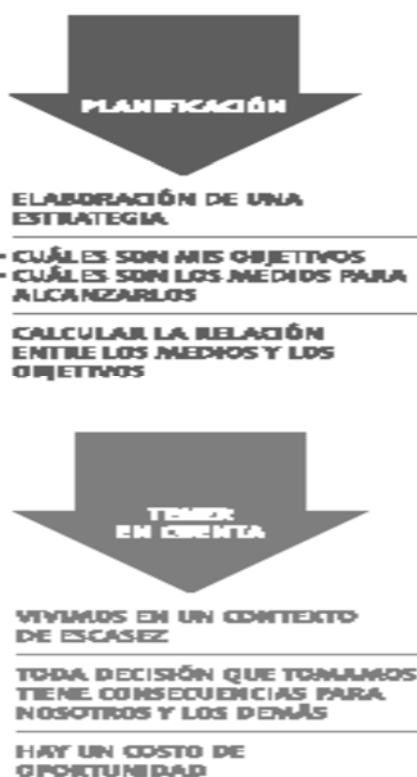 PLANIFICACIÓN
ELABORACIÓN DE UNA
ESTRATEGIA
- CUÁLES SON MIS OBJETIVOS
- CUÁLES SON LOS MEDIOS PARA
ALCANZARLOS
CALCULAR LA RELACIÓN
ENTRE LOS MEDIOS Y LOS
OBJETIVOS
TENER
EN CUENTA
VIVIMOS EN UN CONTEXTO
DE ESCASEZ
TODA DECISIÓN QUE TOMAMOS
TIENE CONSECUENCIAS PARA
NOSOTROS Y LOS DEMÁS
HAY UN COSTO DE
OPORTUNIDAD